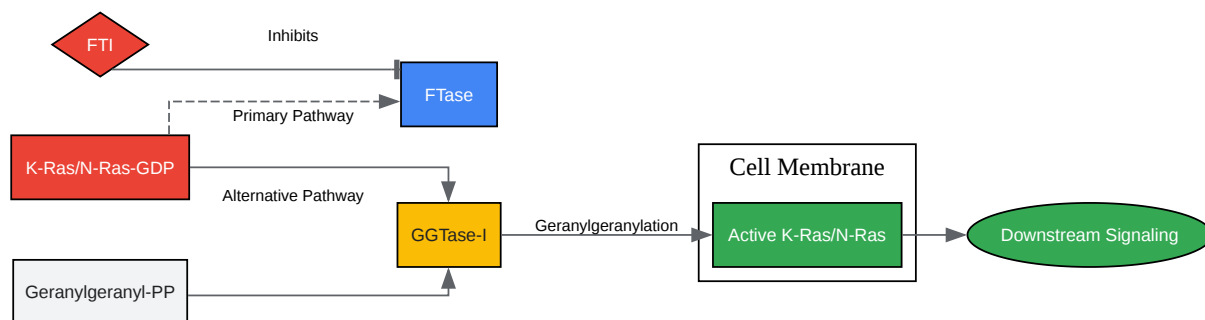 FTI
Inhibits
FTase
Primary Pathway
K-Ras/N-Ras-GDP
Alternative Pathway
Cell Membrane
GGTase-I
Geranylgeranylation
Active K-Ras/N-Ras
Downstream Signaling
Geranylgeranyl-PP